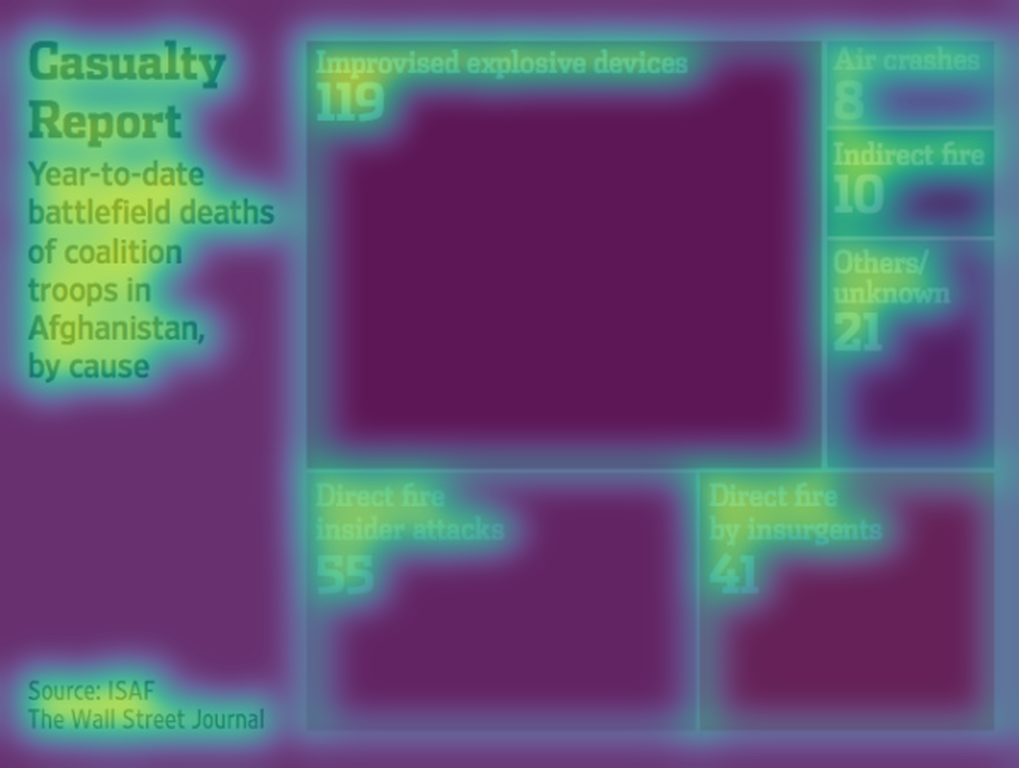 Casualty
Report
Year-to-date
battlefield deaths
of coalition
troops in
Afghanistan,
by cause
Source: ISAF
The Wall Street Journal
Improvised explosive devices
119
Air crashes
8
Indirect fire
10
Others/
unknown
21
Direct fire
insider attacks
55
Direct fire
by insurgents
41